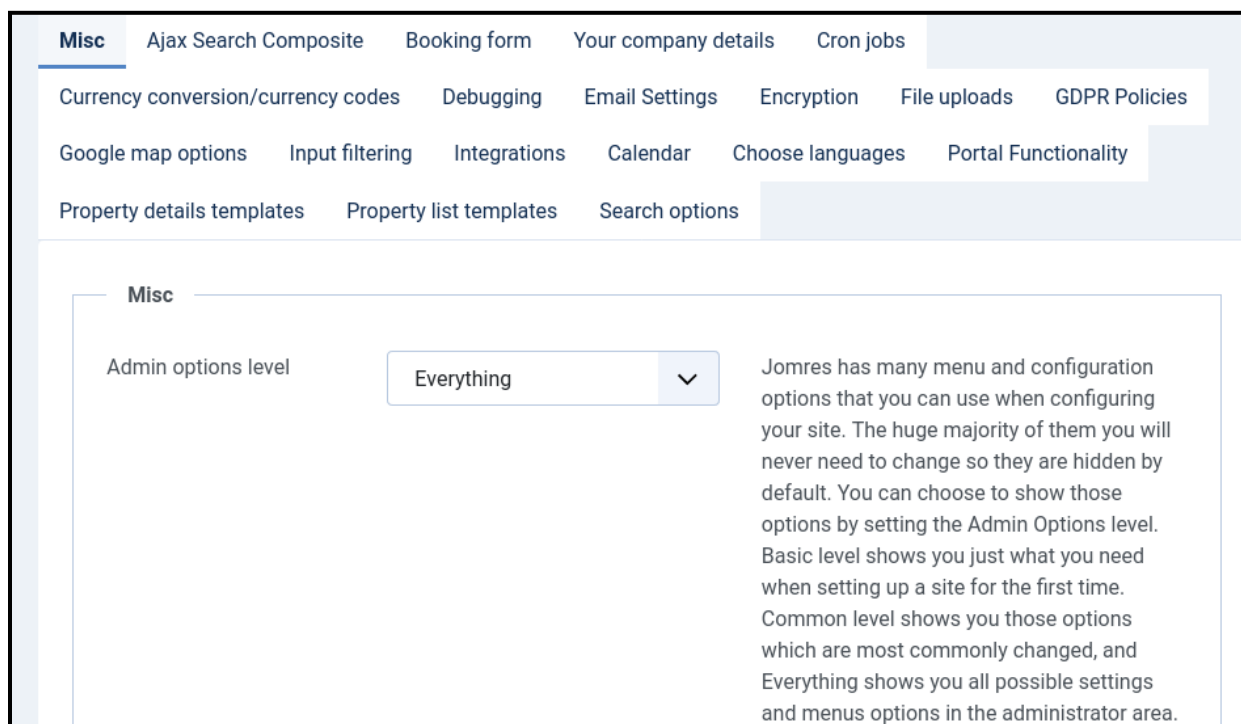 Misc Ajax Search Composite Booking form Your company details Cron jobs
Currency conversion/currency codes Debugging Email Settings Encryption File uploads GDPR Policies
Google map options Input filtering Integrations Calendar Choose languages Portal Functionality
Property details templates Property list templates Search options
Misc
Admin options level
Everything
Jomres has many menu and configuration
options that you can use when configuring
your site. The huge majority of them you will
never need to change so they are hidden by
default. You can choose to show those
options by setting the Admin Options level.
Basic level shows you just what you need
when setting up a site for the first time.
Common level shows you those options
which are most commonly changed, and
Everything shows you all possible settings
and menus options in the administrator area.